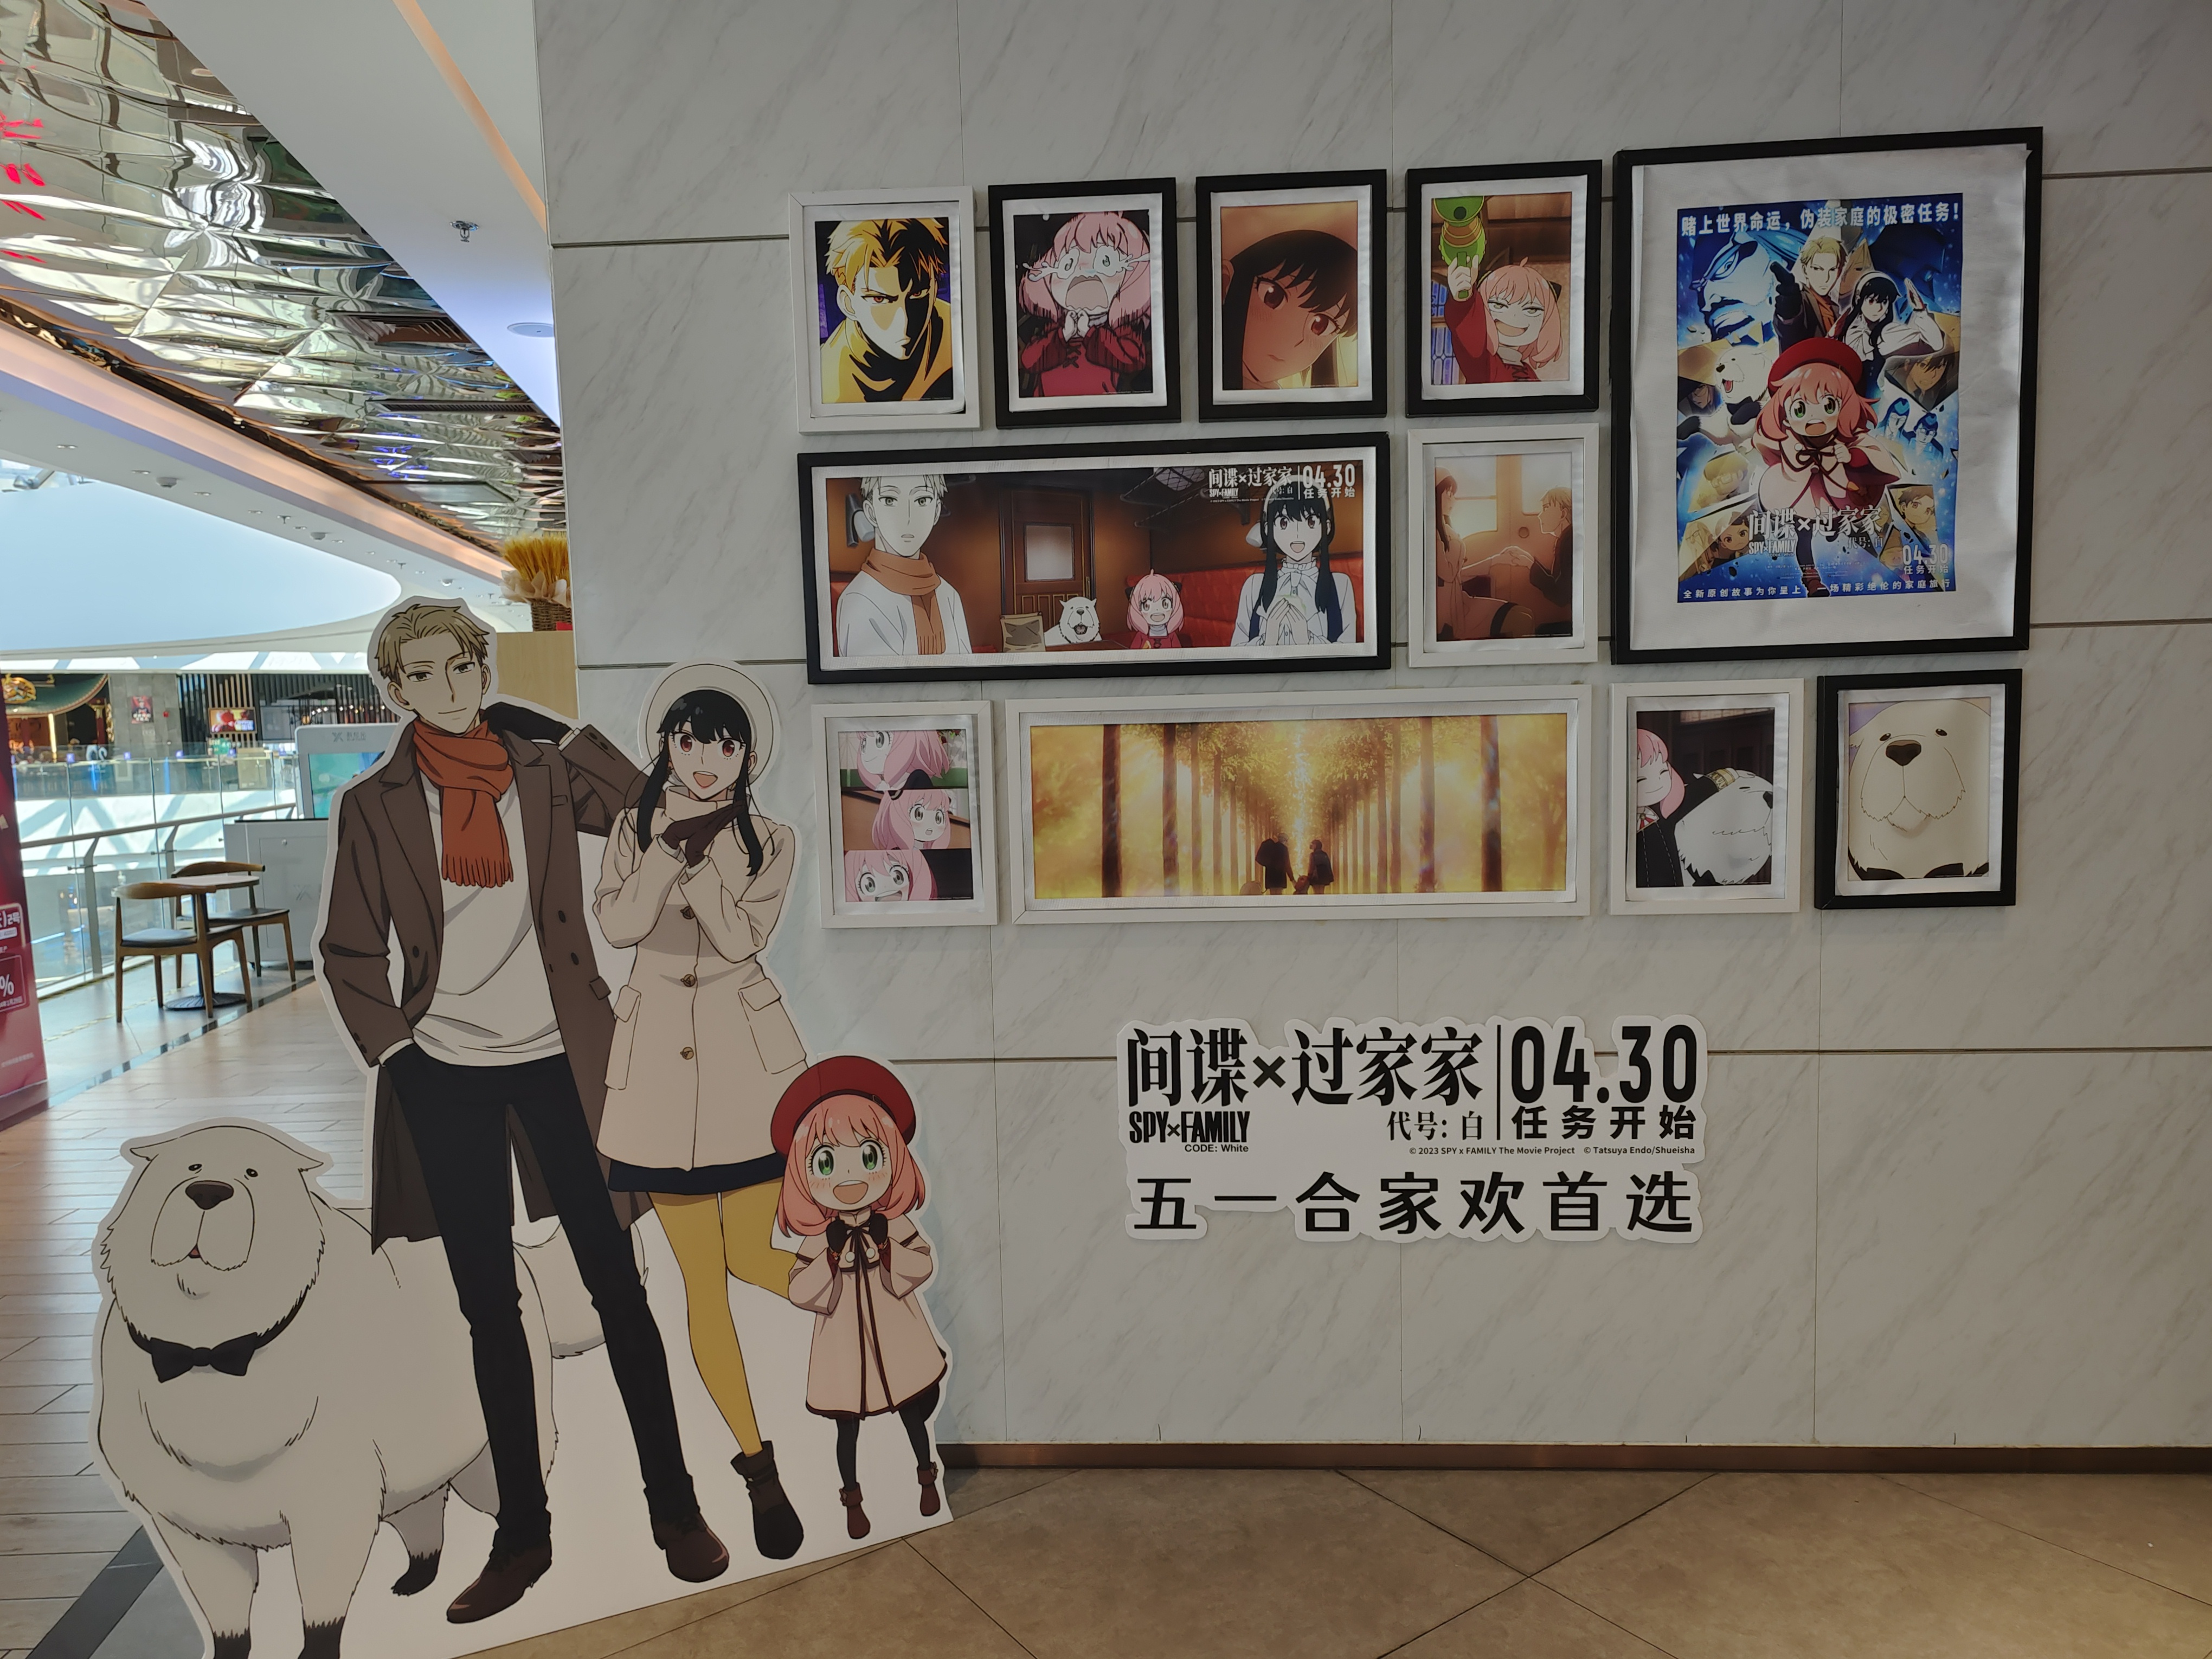 赌上世界命运，伪装家庭的极密任务！
间谍×过家家
SPY×FAMILY
代号: 白
04.30
任务开始
全新原创故事为你呈上
场精彩绝伦的家庭旅行
间谍×过家家
SPY×FAMILY
代号: 白
04.30
任务开始
间谍×过家家
04.30
SPY×FAMILY
CODE: White
代号: 白
任务开始
© 2023 SPY x FAMILY The Movie Project © Tatsuya Endo/Shueisha
五一合家欢首选
%